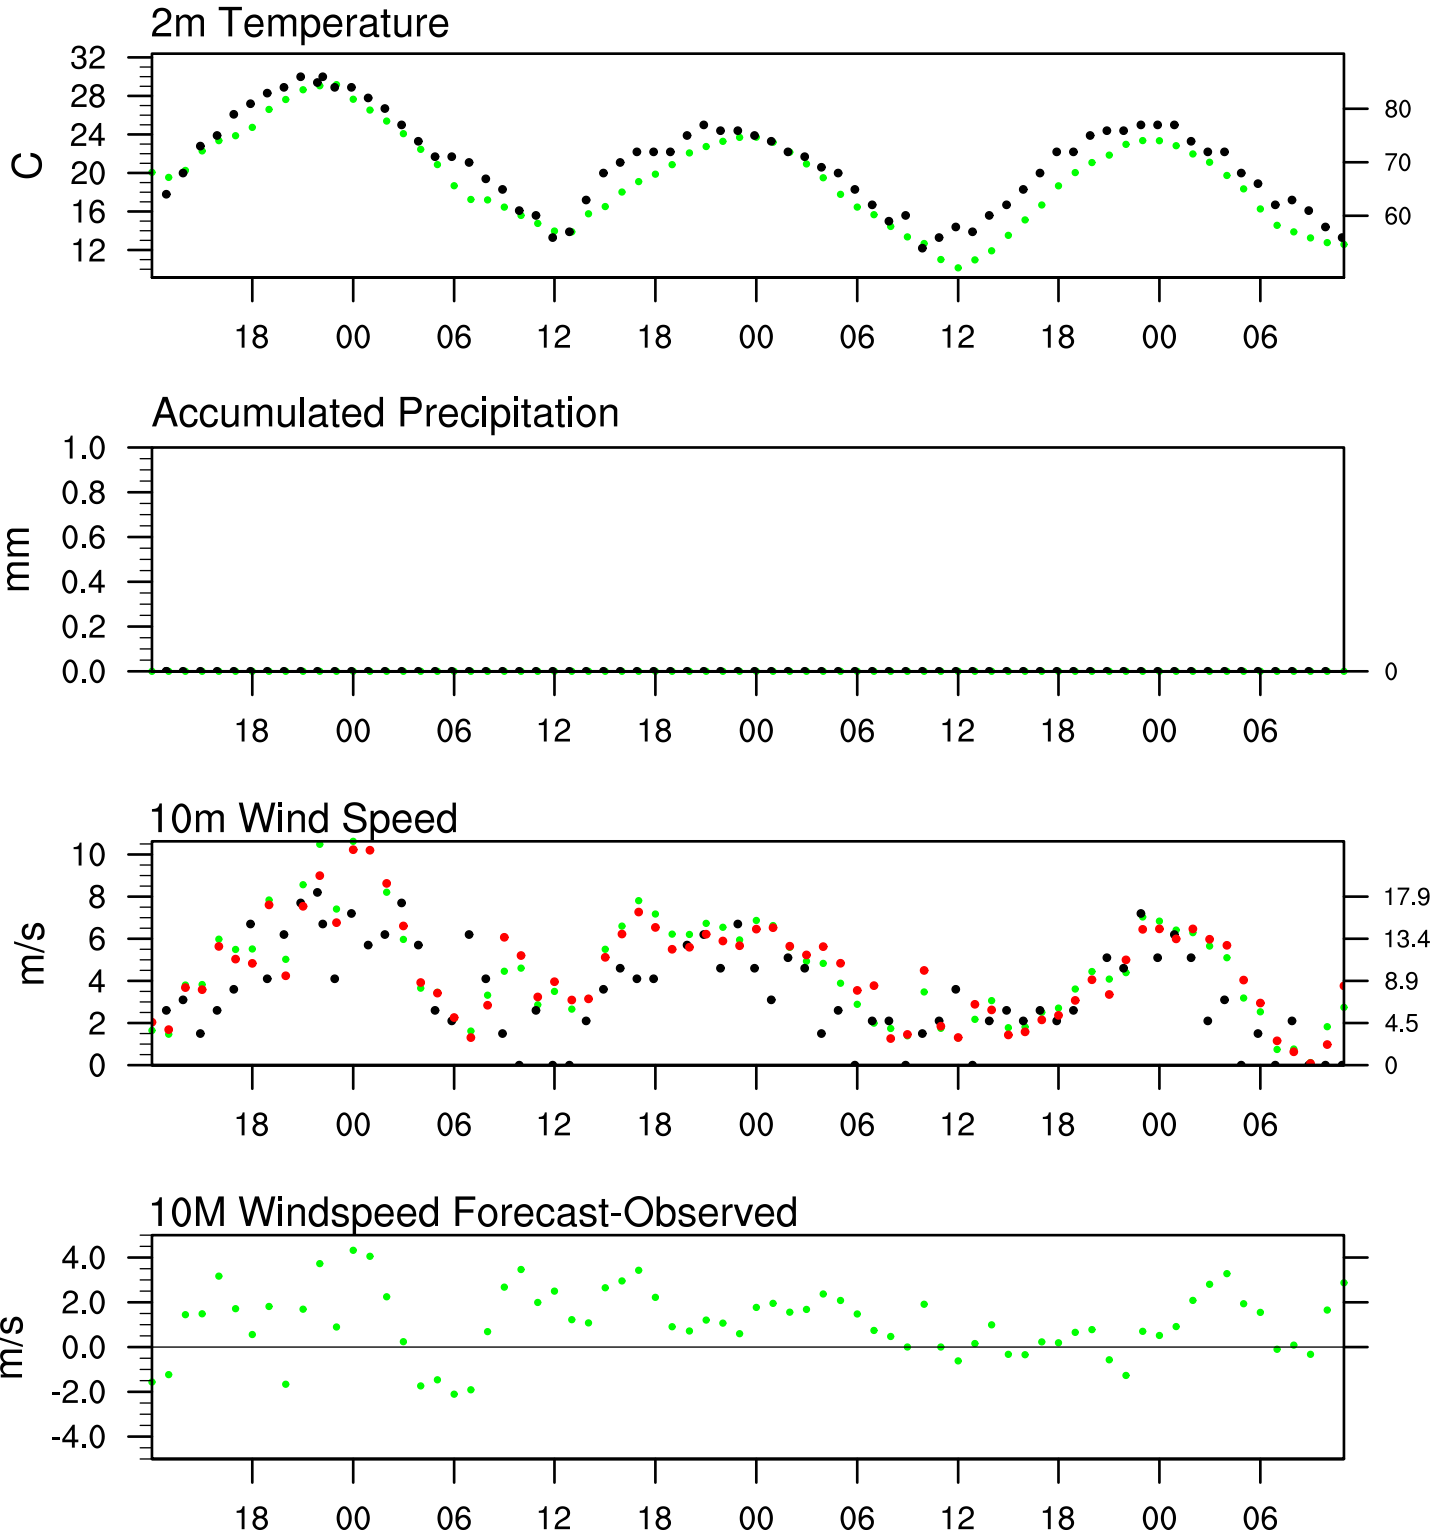 2m Temperature
32
28
24
20
16
12
C
80
70
60
18 00 06 12 18 00 06 12 18 00 06
Accumulated Precipitation
1.0
0.8
0.6
0.4
0.2
0.0
mm
0
18 00 06 12 18 00 06 12 18 00 06
10m Wind Speed
10
8
6
4
2
0
m/s
17.9
13.4
8.9
4.5
0
18 00 06 12 18 00 06 12 18 00 06
10M Windspeed Forecast-Observed
4.0
2.0
0.0
-2.0
-4.0
m/s
18 00 06 12 18 00 06 12 18 00 06